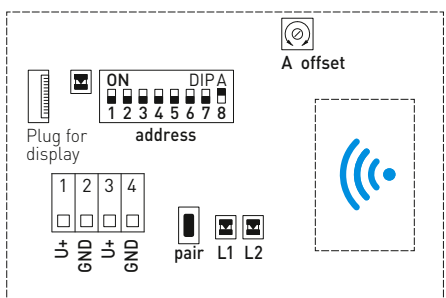 A offset
ON DIPA
1 2 3 4 5 6 7 8
address
Plug for
display
1 2 3 4
U+ GND U+ GND
pair L1 L2